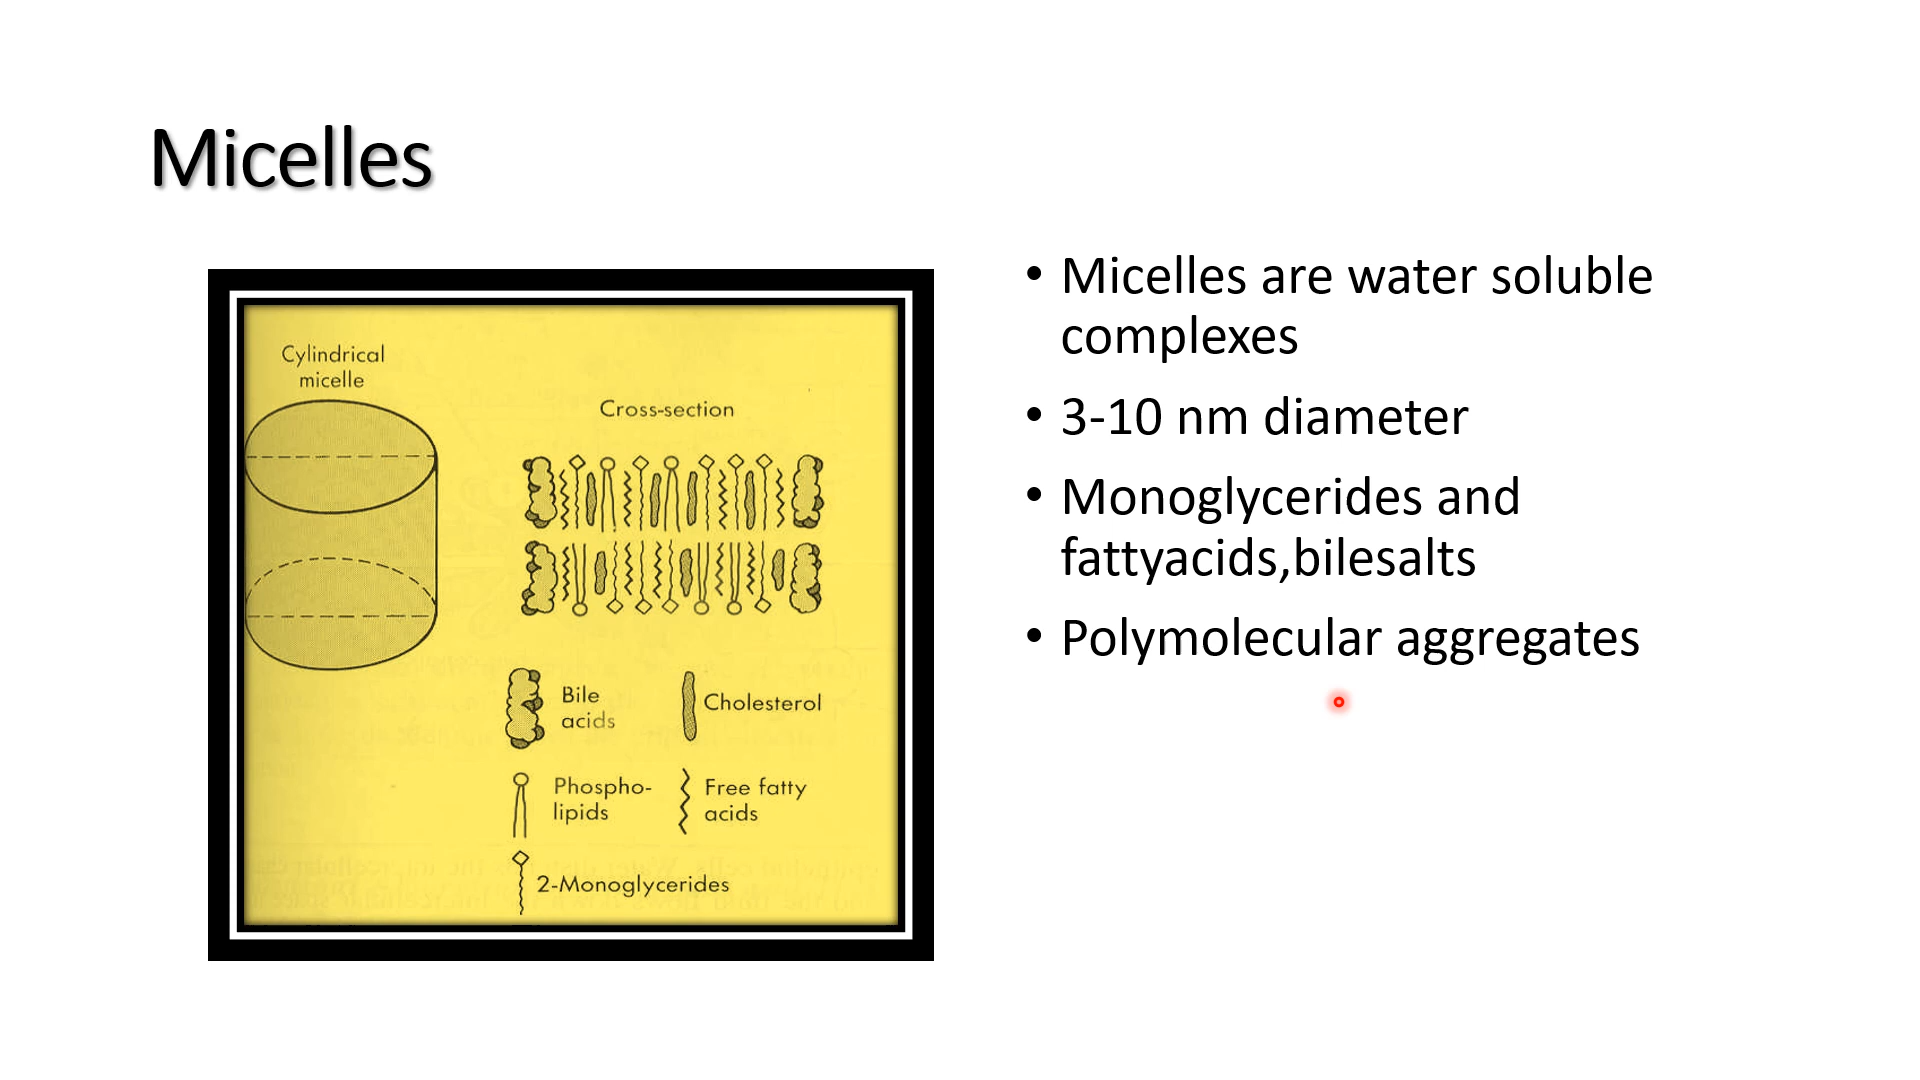 Micelles
Cylindrical
micelle
Cross-section
Bile
acids
Cholesterol
Phospho-
lipids
Free fatty
acids
2-Monoglycerides
• Micelles are water soluble
complexes
• 3-10 nm diameter
• Monoglycerides and
fattyacids,bilesalts
• Polymolecular aggregates